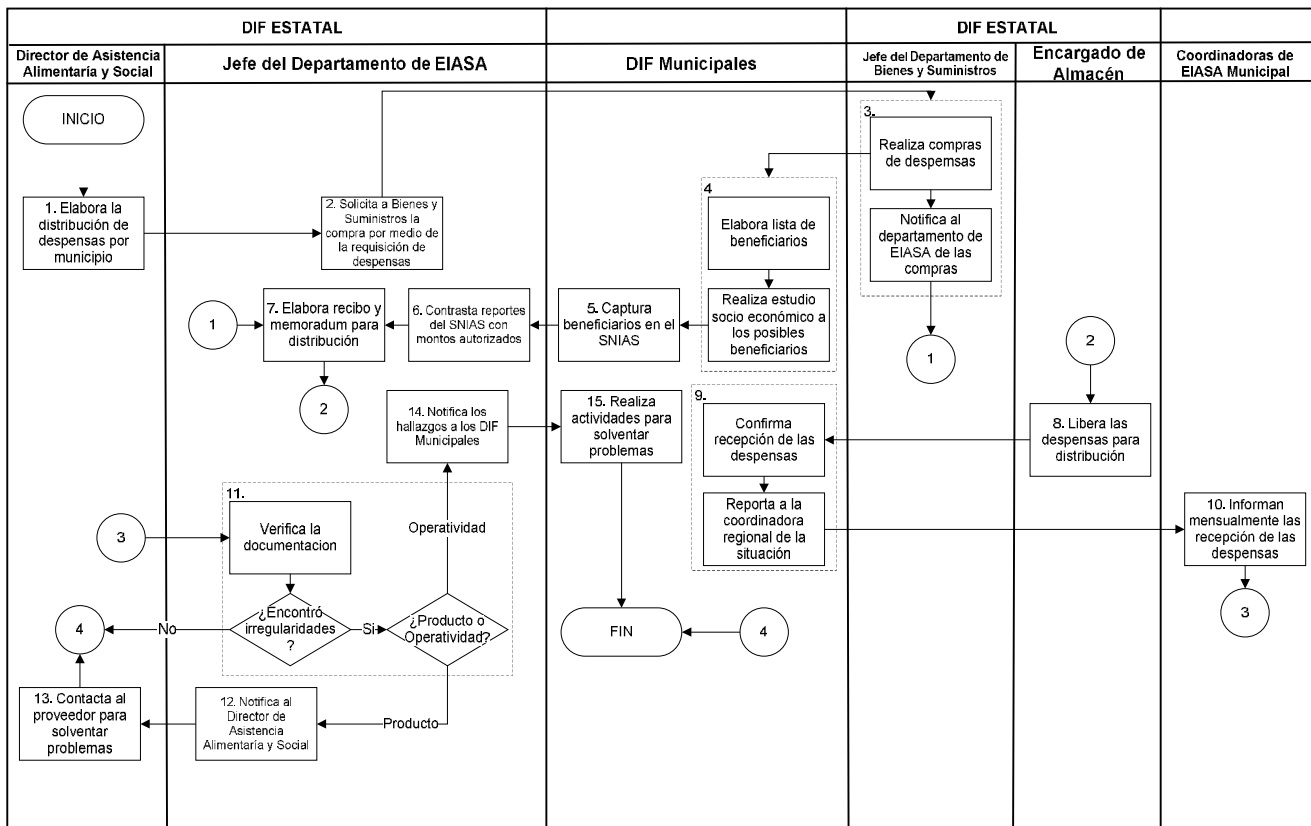 DIF ESTATAL
DIF ESTATAL
Director de Asistencia
Alimentaría y Social
Jefe del Departamento de EIASA
DIF Municipales
Jefe del Departamento de
Bienes y Suministros
Encargado de
Almacén
Coordinadoras de
EIASA Municipal
INICIO
1. Elabora la
distribución de
despensas por
municipio
2. Solicita a Bienes y
Suministros la
compra por medio de
la requisición de
despensas
3.
Realiza compras
de despemsas
Notifica al
departamento de
EIASA de las
compras
1
4
Elabora lista de
beneficiarios
Realiza estudio
socio económico a
los posibles
beneficiarios
5. Captura
beneficiarios en el
SNIAS
6. Contrasta reportes
del SNIAS con
montos autorizados
7. Elabora recibo y
memoradum para
distribución
1
2
2
8. Libera las
despensas para
distribución
9.
Confirma
recepción de las
despensas
Reporta a la
coordinadora
regional de la
situación
10. Informan
mensualmente las
recepción de las
despensas
3
3
11.
Verifica la
documentacion
¿Encontró
irregularidades
?
No
Si
¿Producto o
Operatividad?
Operatividad
Producto
14. Notifica los
hallazgos a los DIF
Municipales
15. Realiza
actividades para
solventar
problemas
FIN
4
4
12. Notifica al
Director de
Asistencia
Alimentaría y Social
13. Contacta al
proveedor para
solventar
problemas